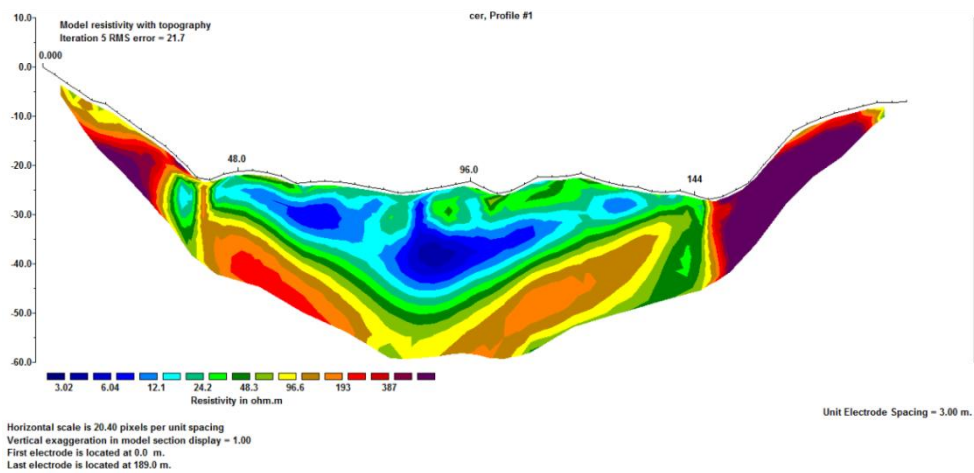 cer, Profile #1
Model resistivity with topography
Iteration 5 RMS error = 21.7
10.0
0.0
-10.0
-20.0
-30.0
-40.0
-50.0
-60.0
0.000
48.0
96.0
144
3.02 6.04 12.1 24.2 48.3 96.6 193 387
Resistivity in ohm.m
Unit Electrode Spacing = 3.00 m.
Horizontal scale is 20.40 pixels per unit spacing
Vertical exaggeration in model section display = 1.00
First electrode is located at 0.0 m.
Last electrode is located at 189.0 m.